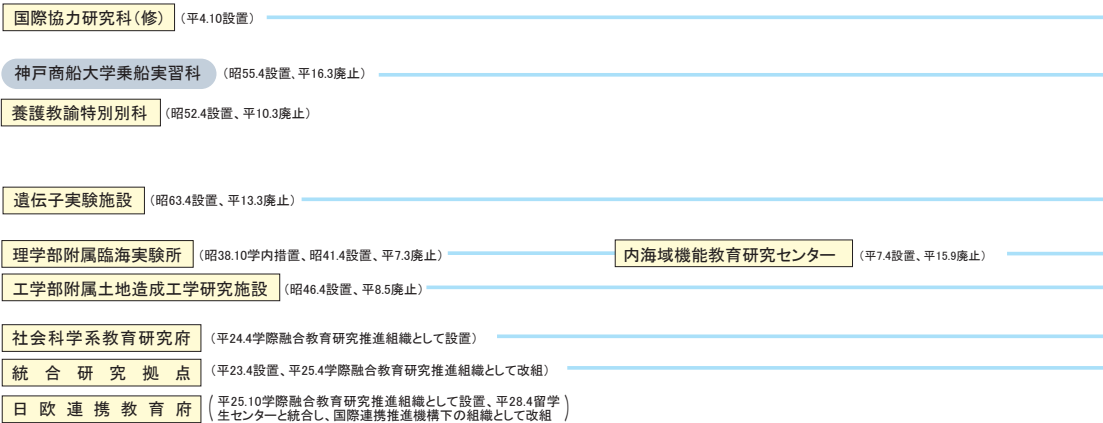 国際協力研究科(修) (平4.10設置)
神戸商船大学乗船実習科 (昭55.4設置、平16.3廃止)
養護教諭特別別科 (昭52.4設置、平10.3廃止)
遺伝子実験施設 (昭63.4設置、平13.3廃止)
理学部附属臨海実験所 (昭38.10学内措置、昭41.4設置、平7.3廃止) 内海域機能教育研究センター (平7.4設置、平15.9廃止)
工学部附属土地造成工学研究施設 (昭46.4設置、平8.5廃止)
社会科学系教育研究府 (平24.4学際融合教育研究推進組織として設置)
統合研究拠点 (平23.4設置、平25.4学際融合教育研究推進組織として改組)
日欧連携教育府 (平25.10学際融合教育研究推進組織として設置、平28.4留学
生センターと統合し、国際連携推進機構下の組織として改組)